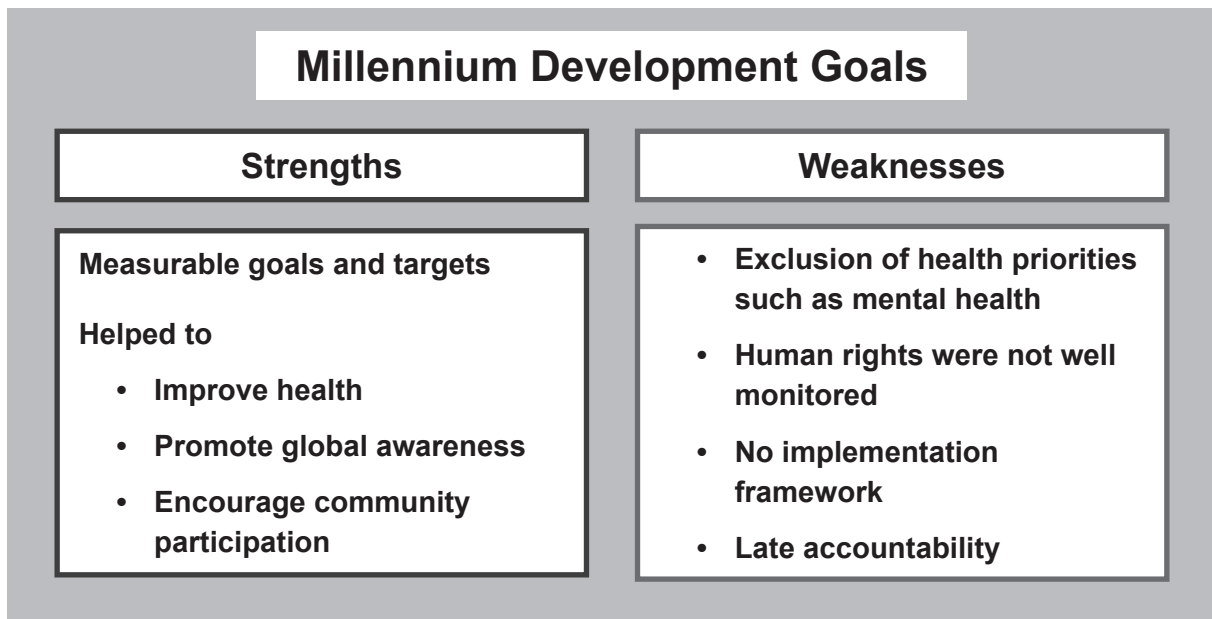 Millennium Development Goals
Strengths
Measurable goals and targets
Helped to
• Improve health
• Promote global awareness
• Encourage community
participation
Weaknesses
• Exclusion of health priorities
such as mental health
• Human rights were not well
monitored
• No implementation
framework
• Late accountability